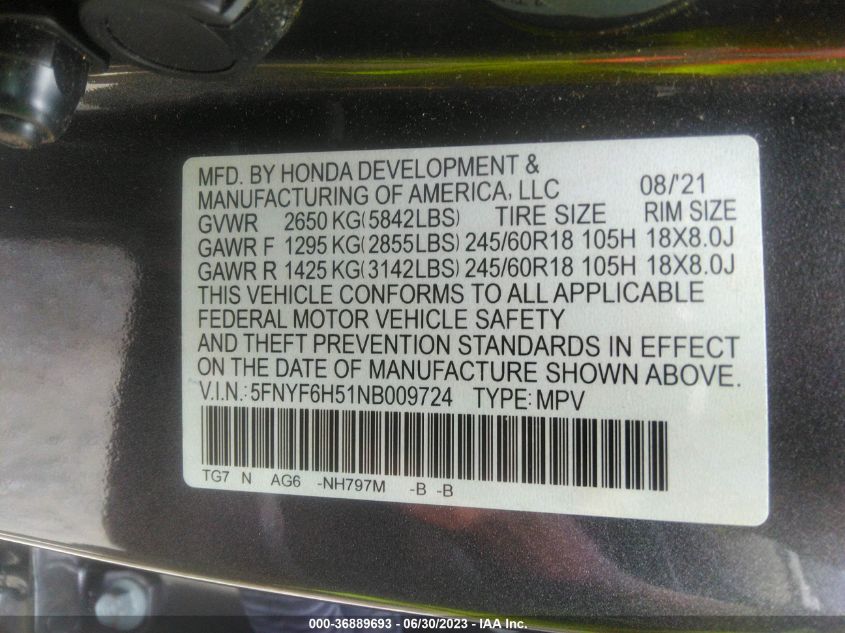 MFD. BY HONDA DEVELOPMENT &
MANUFACTURING OF AMERICA, LLC 08/'21
GVWR 2650 KG(5842LBS) TIRE SIZE RIM SIZE
GAWR F 1295 KG(2855LBS) 245/60R18 105H 18X8.0J
GAWR R 1425 KG(3142LBS) 245/60R18 105H 18X8.0J
THIS VEHICLE CONFORMS TO ALL APPLICABLE
FEDERAL MOTOR VEHICLE SAFETY
AND THEFT PREVENTION STANDARDS IN EFFECT
ON THE DATE OF MANUFACTURE SHOWN ABOVE.
V.I.N.: 5FNYF6H51NB009724 TYPE: MPV
TG7 N AG6 -NH797M -B -B
000-36889693 - 06/30/2023 - IAA Inc.